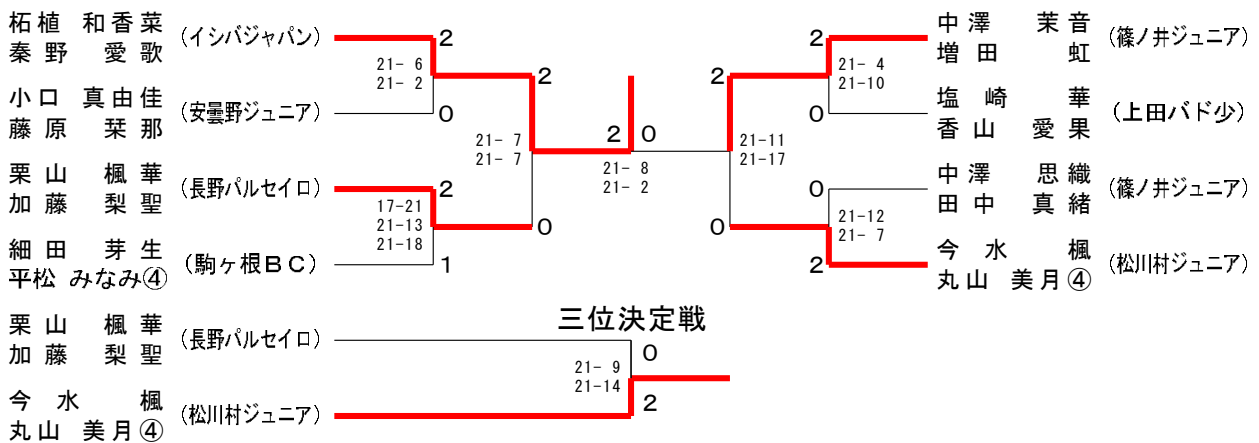 柘植 和香菜
秦野 愛歌
(イシバジャパン)
2
21- 6
21- 2
小口 真由佳
藤原 栞那
(安曇野ジュニア)
0
2
21- 7
21- 7
栗山 楓華
加藤 梨聖
(長野パルセイロ)
2
17-21
21-13
21-18
0
細田 芽生
平松 みなみ④
(駒ヶ根BC)
1
2 0
21- 8
21- 2
中澤 茉音
増田 虹
(篠ノ井ジュニア)
2
21- 4
21-10
塩崎 華
香山 愛果
(上田バド少)
0
2
21-11
21-17
中澤 思織
田中 真緒
(篠ノ井ジュニア)
0
21-12
21- 7
0
今水 楓
丸山 美月④
(松川村ジュニア)
2
三位決定戦
栗山 楓華
加藤 梨聖
(長野パルセイロ)
0
21- 9
21-14
今水 楓
丸山 美月④
(松川村ジュニア)
2